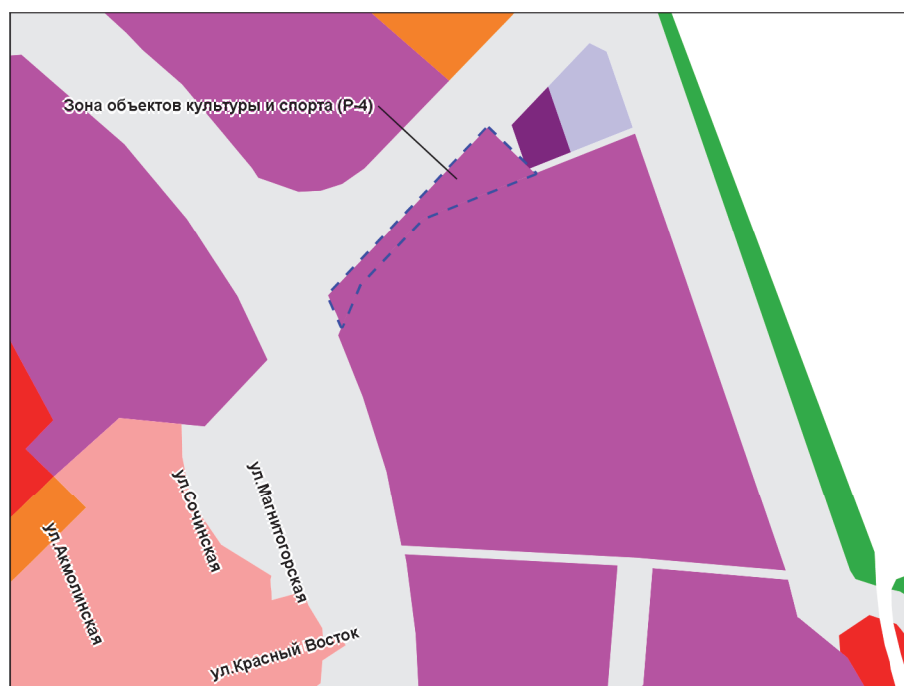 Зона объектов культуры и спорта (Р-4)
ул.Сочинская
ул.Магнитогорская
ул.Акмолинская
ул.Красный Восток